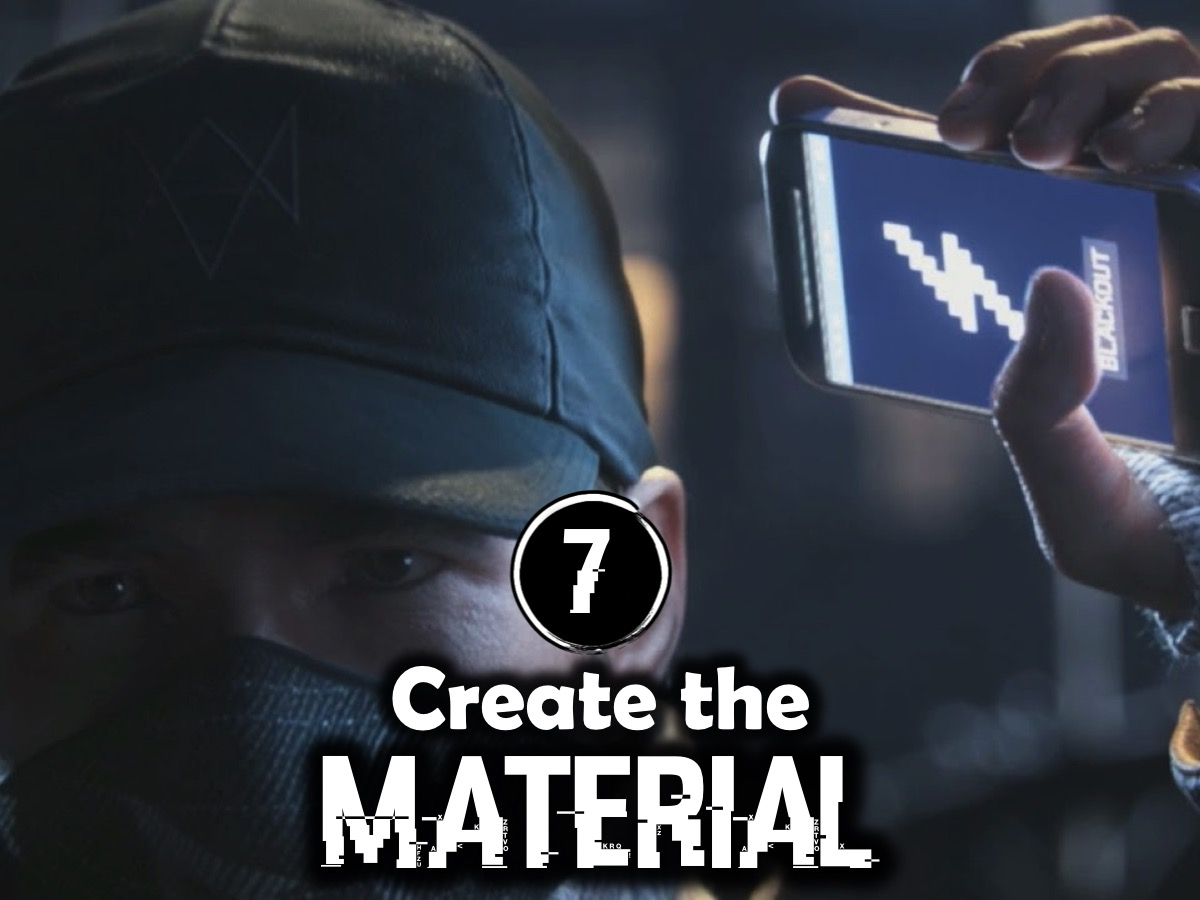 BLACKOUT
7
Create the
MATERIAL